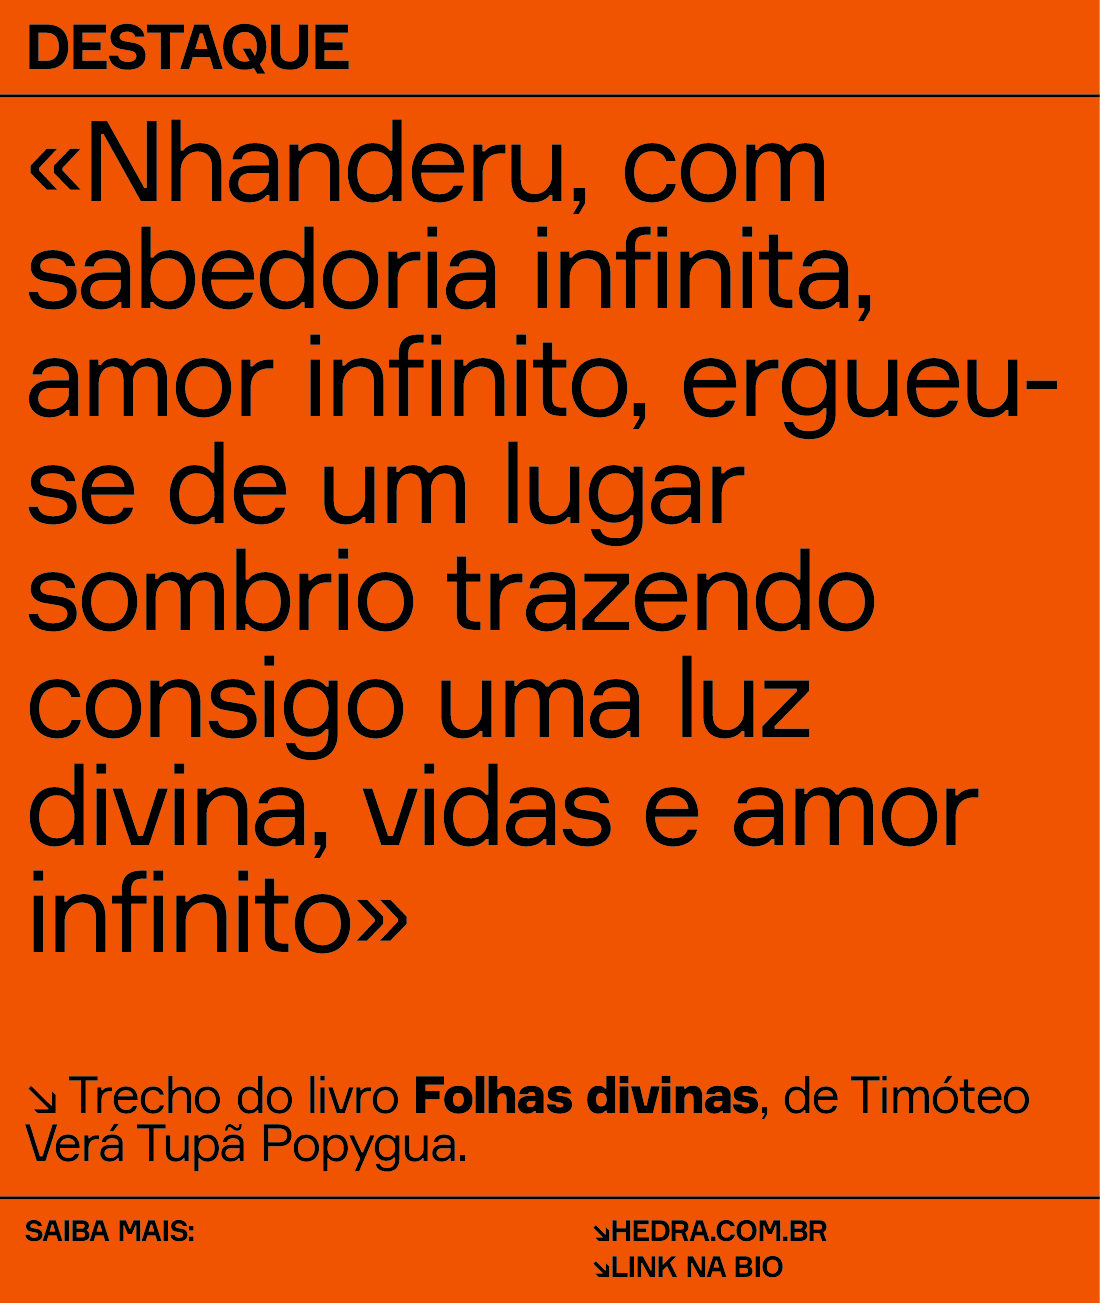 DESTAQUE
«Nhanderu, com
sabedoria infinita,
amor infinito, ergueu-
se de um lugar
sombrio trazendo
consigo uma luz
divina, vidas e amor
infinito»
↘ Trecho do livro Folhas divinas, de Timóteo
Verá Tupã Popygua.
SAIBA MAIS:
↘HEDRA.COM.BR
↘LINK NA BIO